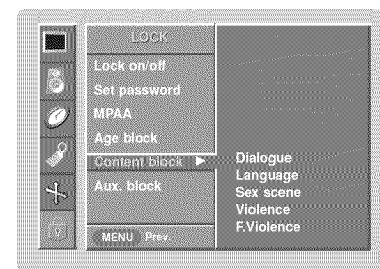 LOCK
Lock on/off
Set password
MPAA
Age block
Content block ▶
Aux. block
Dialogue
Language
Sex scene
Violence
F.Violence
MENU Prev.